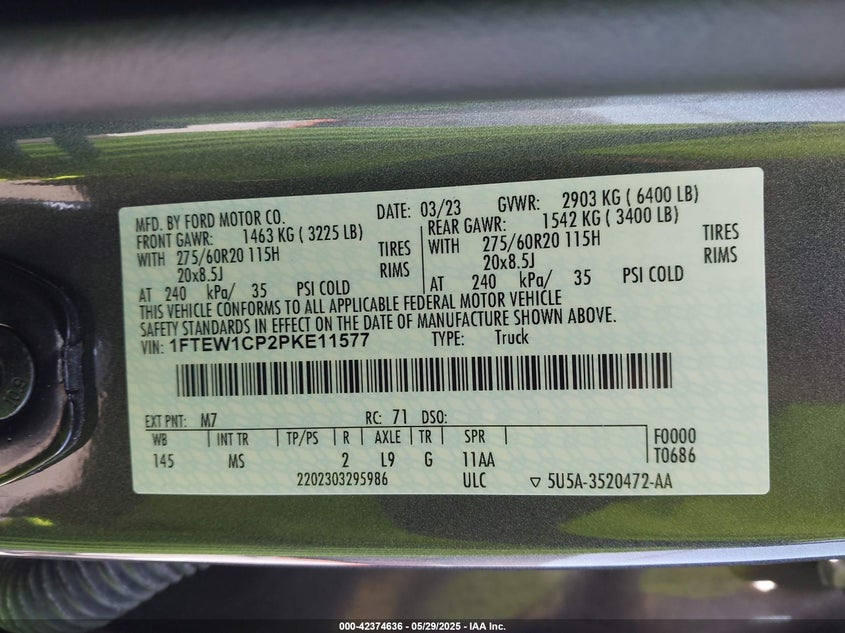 MFD. BY FORD MOTOR CO. DATE: 03/23 GVWR: 2903 KG ( 6400 LB)
FRONT GAWR: 1463 KG ( 3225 LB) REAR GAWR: 1542 KG ( 3400 LB)
WITH 275/60R20 115H TIRES WITH 275/60R20 115H TIRES
20x8.5J RIMS 20x8.5J RIMS
AT 240 kPa/ 35 PSI COLD AT 240 kPa/ 35 PSI COLD
THIS VEHICLE CONFORMS TO ALL APPLICABLE FEDERAL MOTOR VEHICLE
SAFETY STANDARDS IN EFFECT ON THE DATE OF MANUFACTURE SHOWN ABOVE.
VIN: 1FTEW1CP2PKE11577 TYPE: Truck
EXT PNT: M7 RC: 71 DSO:
WB INT TR TP/PS R AXLE TR SPR F0000
145 MS 2 L9 G 11AA T0686
2202303295986 ULC ▽ 5U5A-3520472-AA
000-42374636 | 05/29/2025 - IAA Inc.